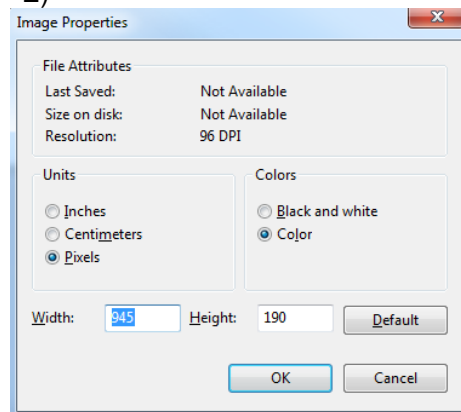 Image Properties
File Attributes
Last Saved: Not Available
Size on disk: Not Available
Resolution: 96 DPI
Units Colors
Inches Black and white
Centimeters Color
Pixels
Width: 945 Height: 190 Default
OK Cancel